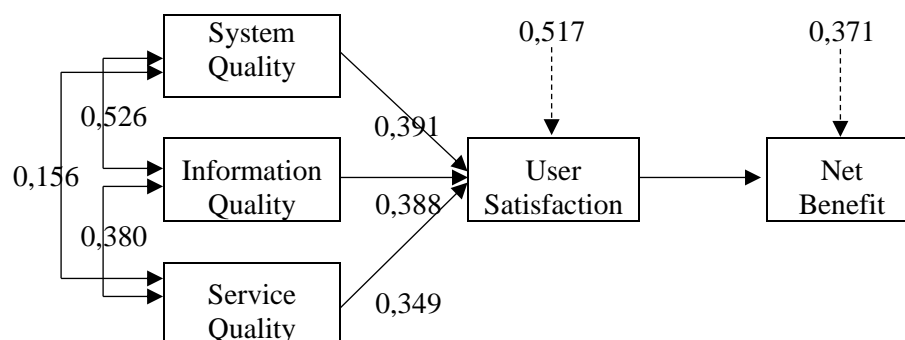 System
Quality
0,517
0,371
0,526
0,391
0,156
Information
Quality
0,388
User
Satisfaction
Net
Benefit
0,380
Service
Quality
0,349